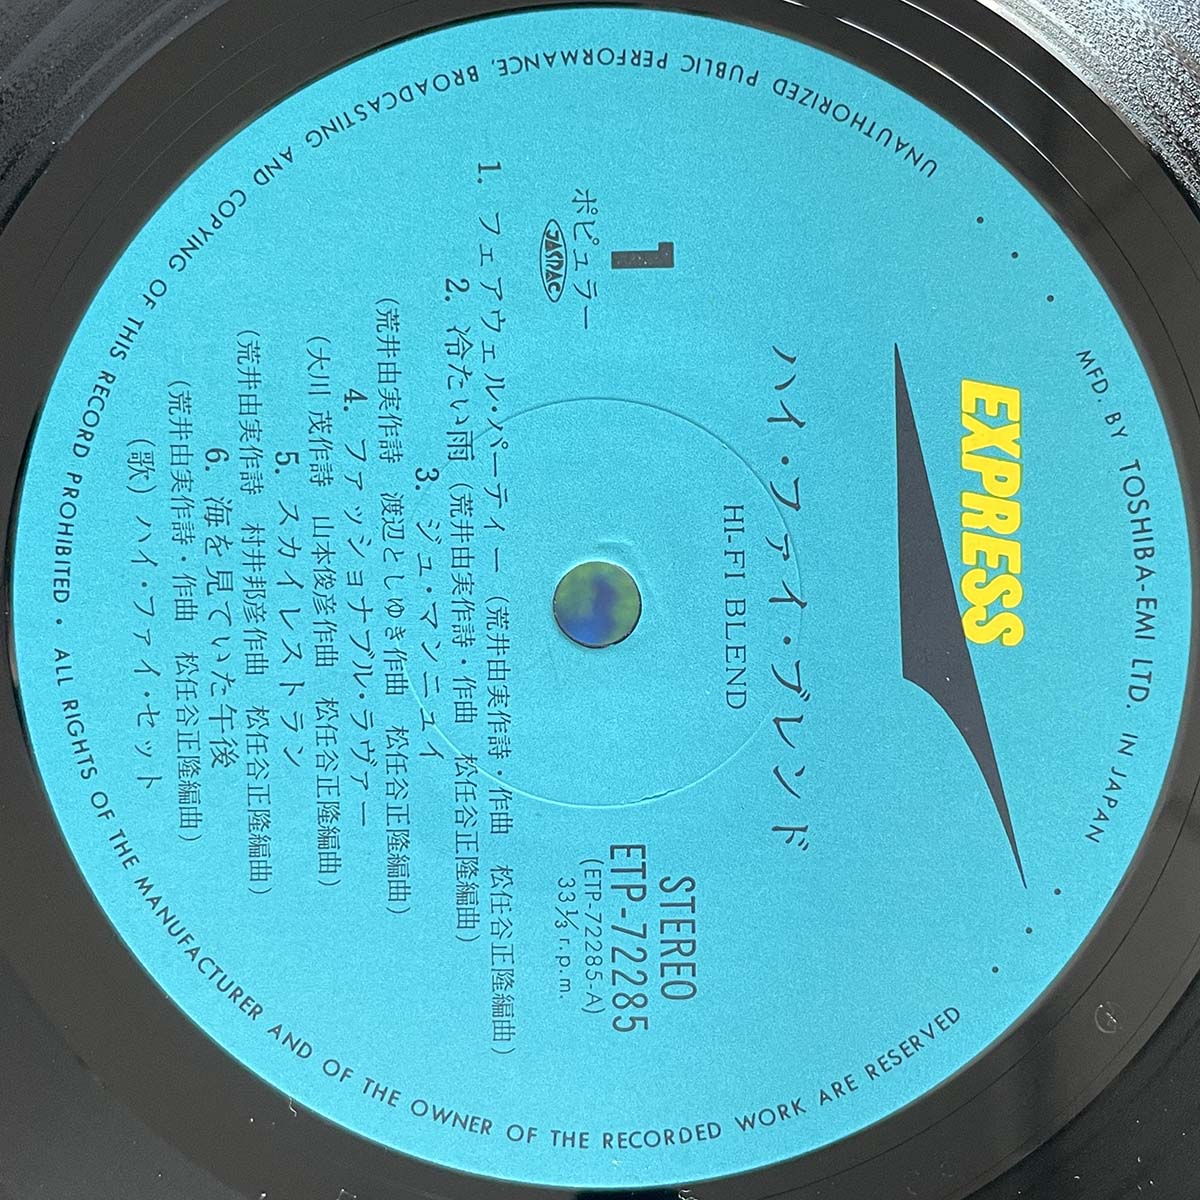 MFD. BY TOSHIBA-EMI LTD. IN JAPAN
EXPRESS
ハイ・ファイ・ブレンド
HI-FI BLEND
1
ポピュラー
JASRAC
STEREO
ETP-72285
(ETP-72285-A)
33⅓ r.p.m.
1. フェアウェル・パーティー (荒井由実作詩・作曲 松任谷正隆編曲)
2. 冷たい雨 (荒井由実作詩・作曲 松任谷正隆編曲)
3. ジュ・マンニュイ
(荒井由実作詩 渡辺としゆき作曲 松任谷正隆編曲)
4. ファッショナブル・ラヴァー
(大川 茂作詩 山本俊彦作曲 松任谷正隆編曲)
5. スカイレストラン
(荒井由実作詩 村井邦彦作曲 松任谷正隆編曲)
6. 海を見ていた午後
(荒井由実作詩・作曲 松任谷正隆編曲)
(歌) ハイ・ファイ・セット
UNAUTHORIZED PUBLIC PERFORMANCE, BROADCASTING AND COPYING OF THIS RECORD PROHIBITED • ALL RIGHTS OF THE MANUFACTURER AND OF THE OWNER OF THE RECORDED WORK ARE RESERVED